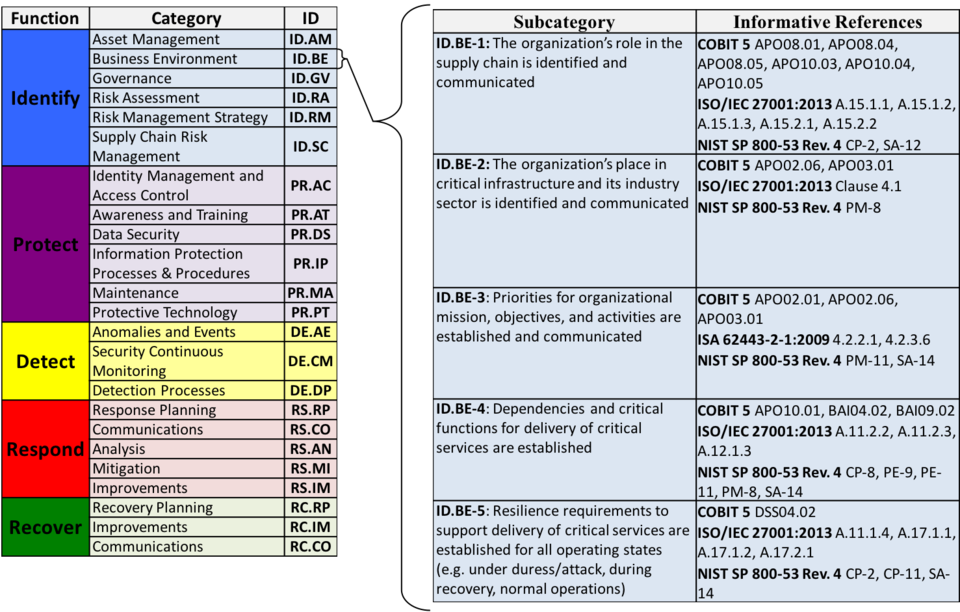 Function Category ID
Identify
Asset Management ID.AM
Business Environment ID.BE
Governance ID.GV
Risk Assessment ID.RA
Risk Management Strategy ID.RM
Supply Chain Risk
Management ID.SC
Protect
Identity Management and
Access Control PR.AC
Awareness and Training PR.AT
Data Security PR.DS
Information Protection
Processes & Procedures PR.IP
Maintenance PR.MA
Protective Technology PR.PT
Detect
Anomalies and Events DE.AE
Security Continuous
Monitoring DE.CM
Detection Processes DE.DP
Respond
Response Planning RS.RP
Communications RS.CO
Analysis RS.AN
Mitigation RS.MI
Improvements RS.IM
Recover
Recovery Planning RC.RP
Improvements RC.IM
Communications RC.CO
Subcategory Informative References
ID.BE-1: The organization’s role in the
supply chain is identified and
communicated
COBIT 5 APO08.01, APO08.04,
APO08.05, APO10.03, APO10.04,
APO10.05
ISO/IEC 27001:2013 A.15.1.1, A.15.1.2,
A.15.1.3, A.15.2.1, A.15.2.2
NIST SP 800-53 Rev. 4 CP-2, SA-12
ID.BE-2: The organization’s place in
critical infrastructure and its industry
sector is identified and communicated
COBIT 5 APO02.06, APO03.01
ISO/IEC 27001:2013 Clause 4.1
NIST SP 800-53 Rev. 4 PM-8
ID.BE-3: Priorities for organizational
mission, objectives, and activities are
established and communicated
COBIT 5 APO02.01, APO02.06,
APO03.01
ISA 62443-2-1:2009 4.2.2.1, 4.2.3.6
NIST SP 800-53 Rev. 4 PM-11, SA-14
ID.BE-4: Dependencies and critical
functions for delivery of critical
services are established
COBIT 5 APO10.01, BAI04.02, BAI09.02
ISO/IEC 27001:2013 A.11.2.2, A.11.2.3,
A.12.1.3
NIST SP 800-53 Rev. 4 CP-8, PE-9, PE-
11, PM-8, SA-14
ID.BE-5: Resilience requirements to
support delivery of critical services are
established for all operating states
(e.g. under duress/attack, during
recovery, normal operations)
COBIT 5 DSS04.02
ISO/IEC 27001:2013 A.11.1.4, A.17.1.1,
A.17.1.2, A.17.2.1
NIST SP 800-53 Rev. 4 CP-2, CP-11, SA-
14